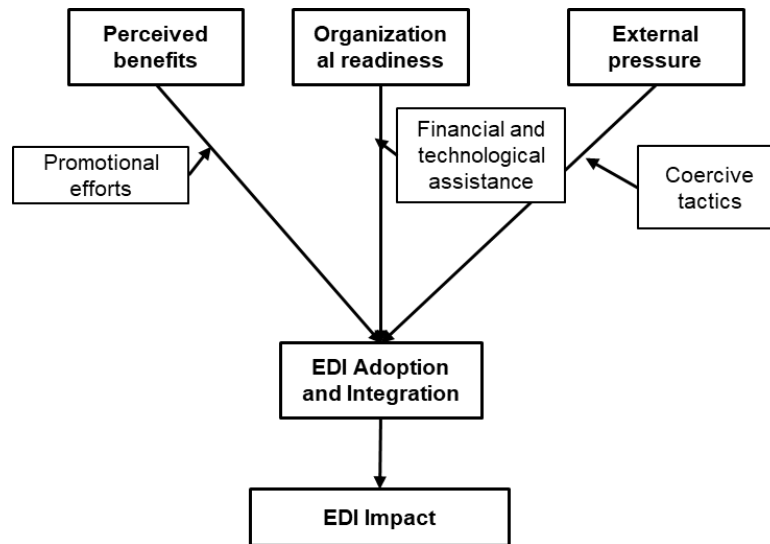 Perceived
benefits
Organization
al readiness
External
pressure
Promotional
efforts
Financial and
technological
assistance
Coercive
tactics
EDI Adoption
and Integration
EDI Impact